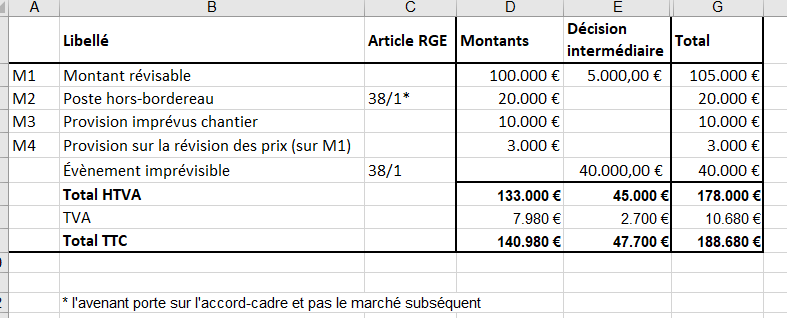 A B C D E G
Libellé Article RGE Montants Décision intermédiaire Total
M1 Montant révisable 100.000 € 5.000,00 € 105.000 €
M2 Poste hors-bordereau 38/1* 20.000 € 20.000 €
M3 Provision imprévus chantier 10.000 € 10.000 €
M4 Provision sur la révision des prix (sur M1) 3.000 € 3.000 €
Évènement imprévisible 38/1 40.000,00 € 40.000 €
Total HTVA 133.000 € 45.000 € 178.000 €
TVA 7.980 € 2.700 € 10.680 €
Total TTC 140.980 € 47.700 € 188.680 €
* l'avenant porte sur l'accord-cadre et pas le marché subséquent